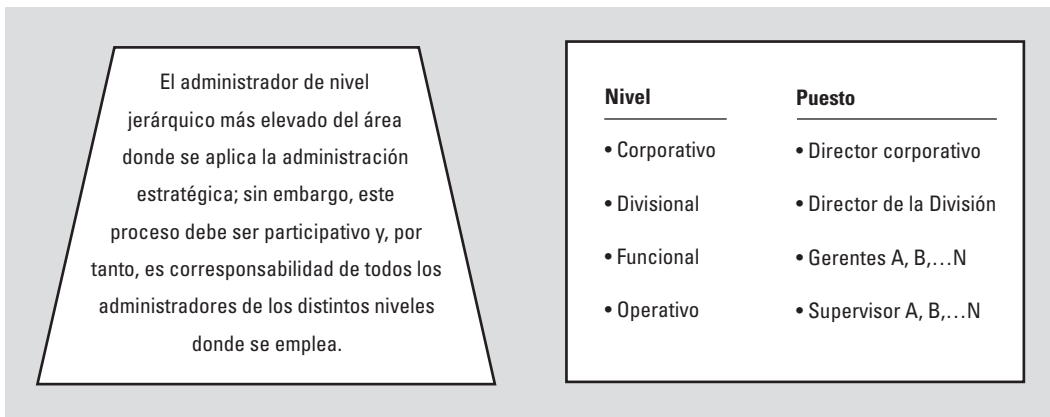 El administrador de nivel
jerárquico más elevado del área
donde se aplica la administración
estratégica; sin embargo, este
proceso debe ser participativo y, por
tanto, es corresponsabilidad de todos los
administradores de los distintos niveles
donde se emplea.
Nivel Puesto
• Corporativo • Director corporativo
• Divisional • Director de la División
• Funcional • Gerentes A, B,…N
• Operativo • Supervisor A, B,…N